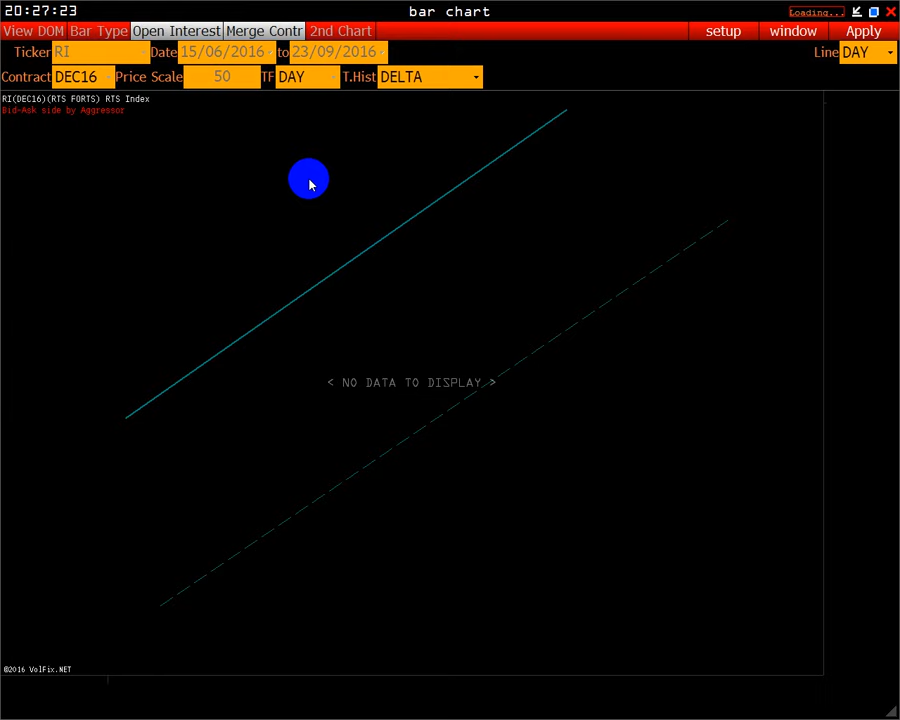 20:27:23 bar chart Loading...
View DOM Bar Type Open Interest Merge Contr 2nd Chart setup window Apply
Ticker RI Date 15/06/2016 to 23/09/2016 Line DAY
Contract DEC16 Price Scale 50 TF DAY T.Hist DELTA
RI(DEC16)(RTS FORTS) RTS Index
Bid-Ask side by Aggressor
< NO DATA TO DISPLAY >
©2016 VolFix.NET